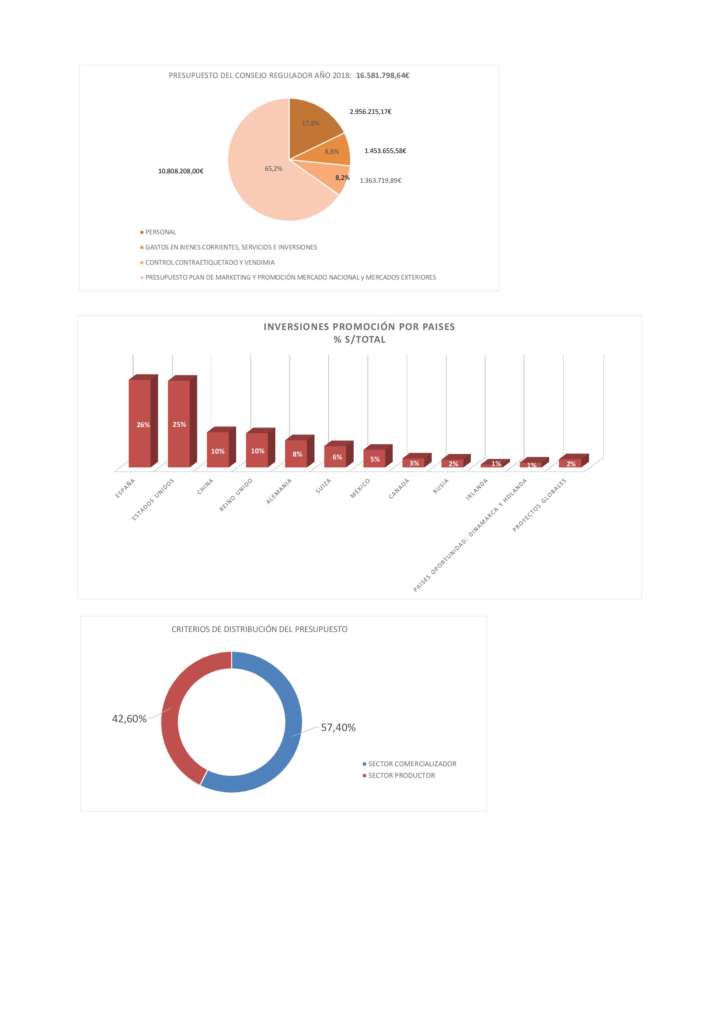 PRESUPUESTO DEL CONSEJO REGULADOR AÑO 2018: 16.581.798,64€
2.956.215,17€
17,8%
1.453.655,58€
8,8%
65,2%
10.808.208,00€
8,2%
1.363.719,89€
PERSONAL
GASTOS EN BIENES CORRIENTES, SERVICIOS E INVERSIONES
CONTROL CONTRAETIQUETADO Y VENDIMIA
PRESUPUESTO PLAN DE MARKETING Y PROMOCIÓN MERCADO NACIONAL y MERCADOS EXTERIORES
INVERSIONES PROMOCIÓN POR PAISES
% S/TOTAL
26%
25%
10%
10%
8%
6%
5%
3%
2%
1%
1%
2%
ESPAÑA
ESTADOS UNIDOS
CHINA
REINO UNIDO
ALEMANIA
SUIZA
MÉXICO
CANADÁ
RUSIA
IRLANDA
PAISES OPORTUNIDAD: DINAMARCA Y HOLANDA
PROYECTOS GLOBALES
CRITERIOS DE DISTRIBUCIÓN DEL PRESUPUESTO
42,60%
57,40%
SECTOR COMERCIALIZADOR
SECTOR PRODUCTOR